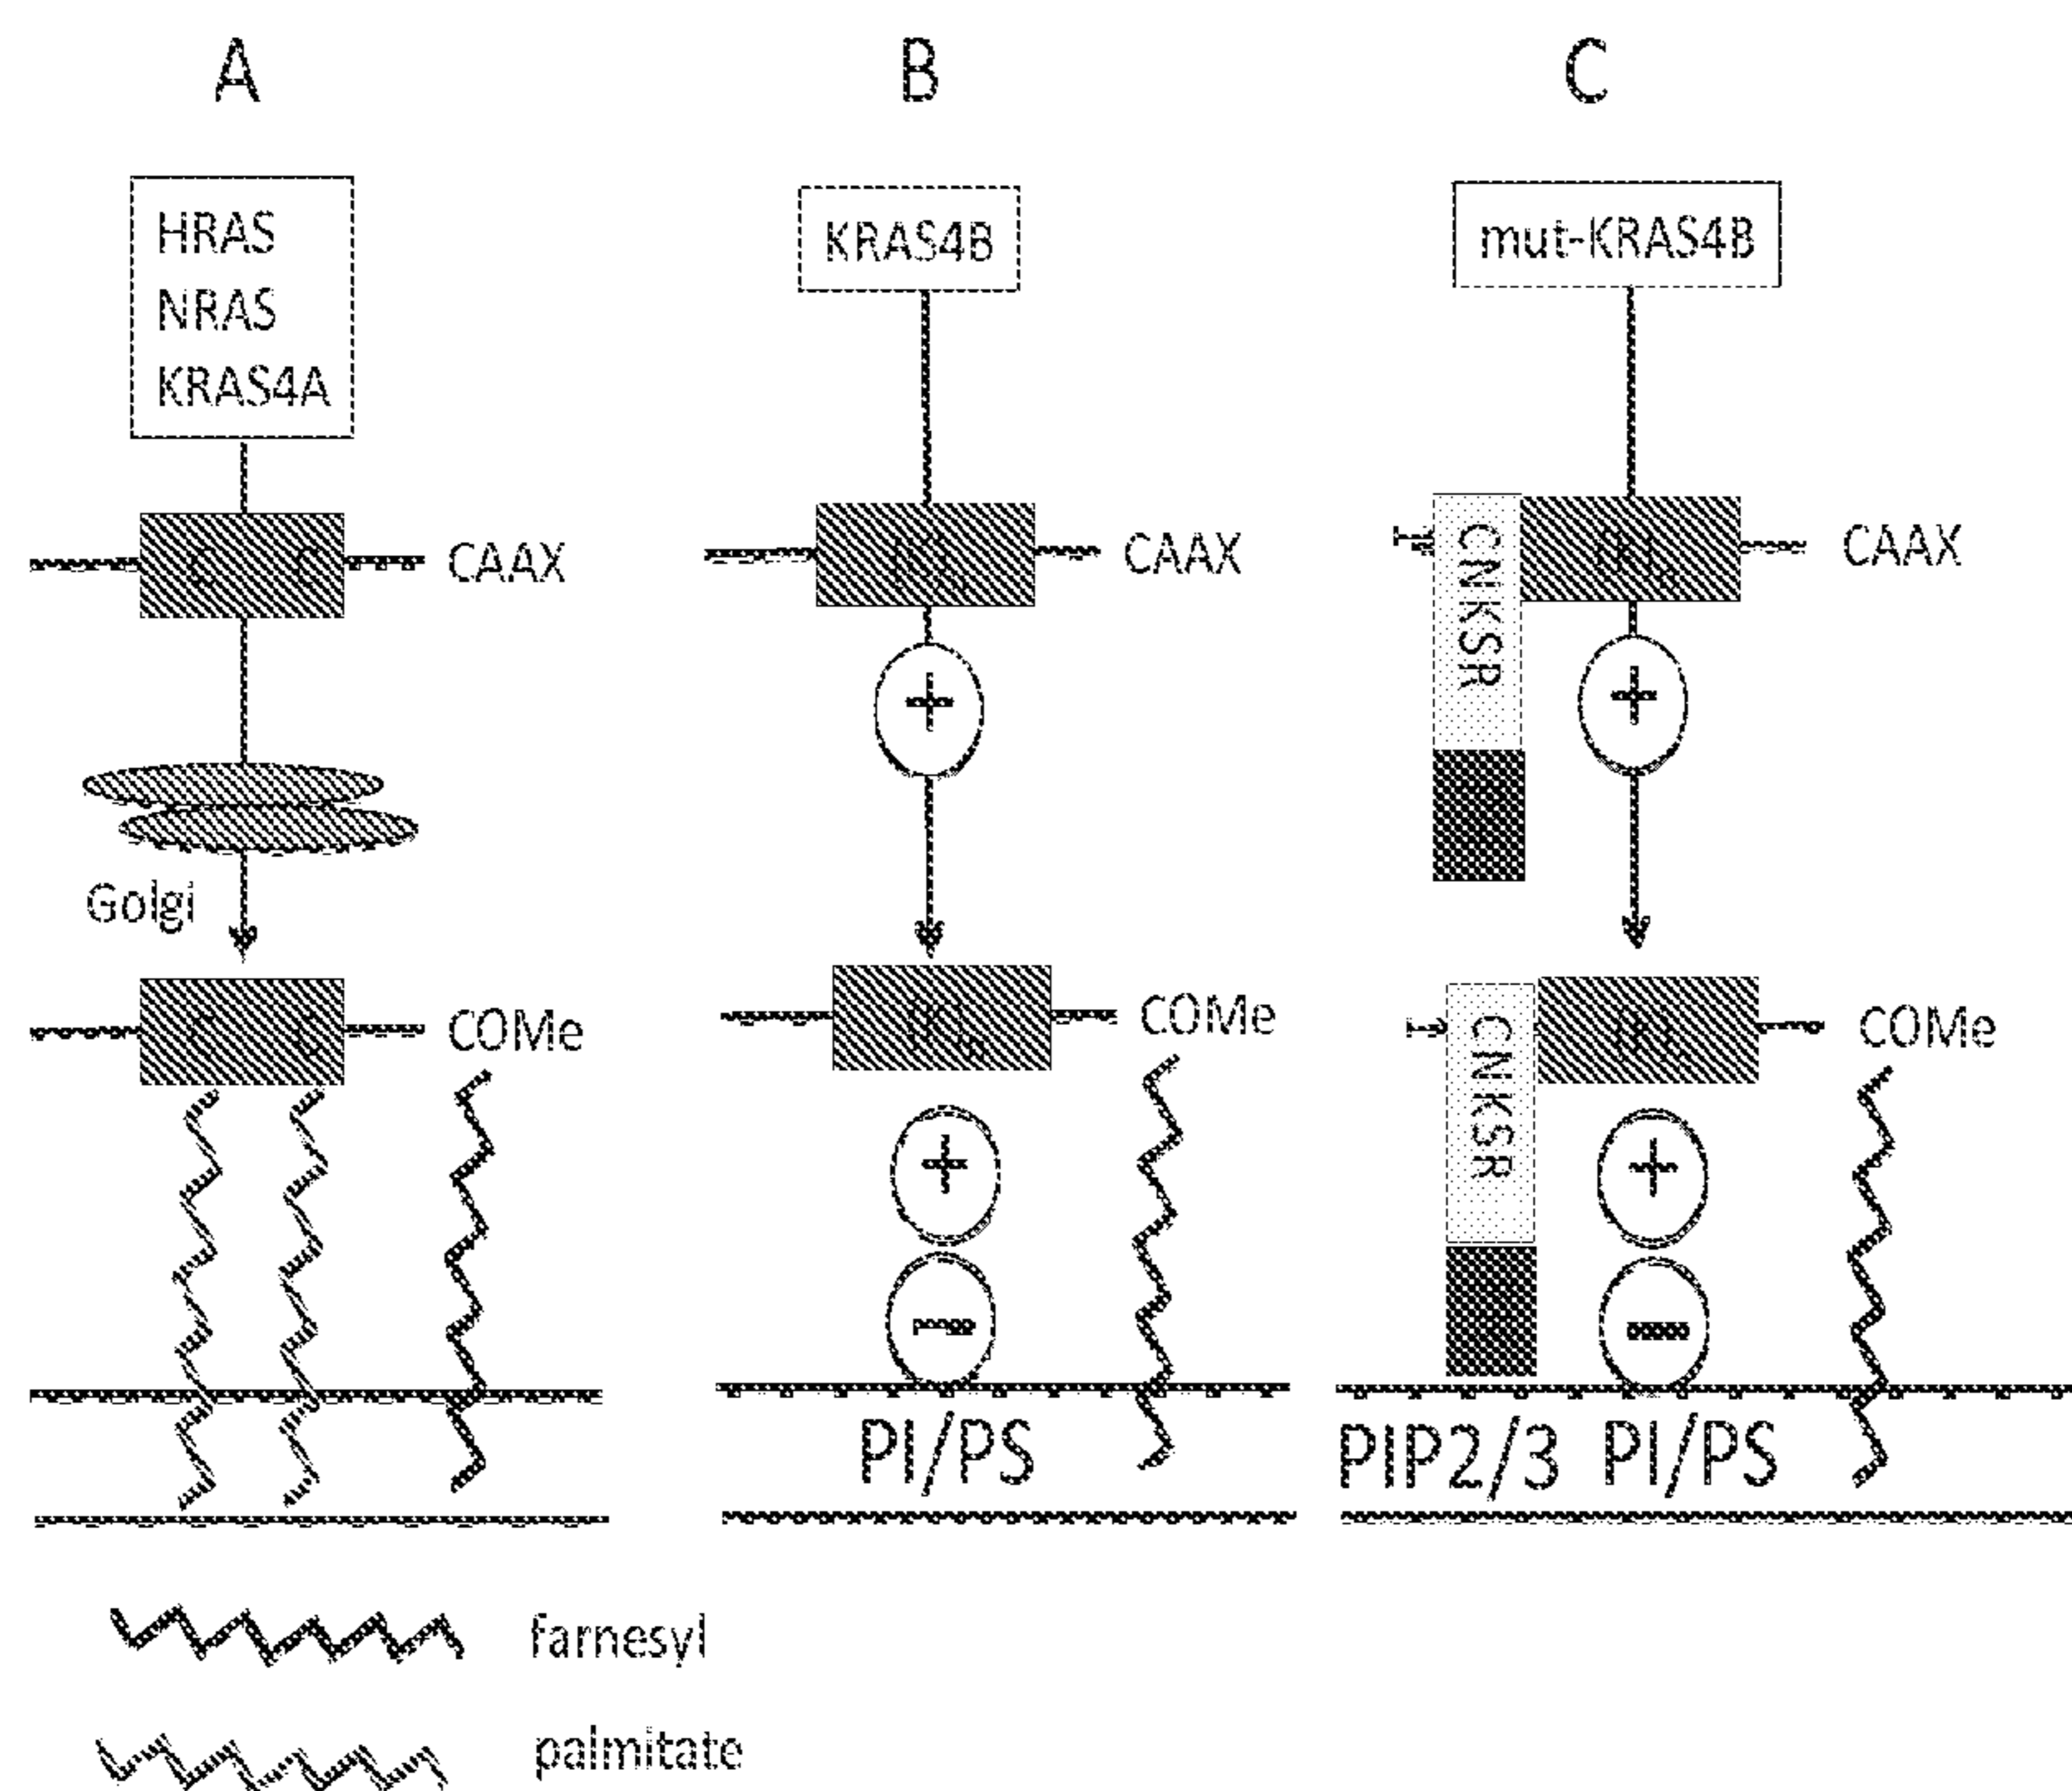 A
B
C
HRAS
NRAS
KRAS4A
KRAS4B
mut-KRAS4B
C C
CAAX
CAAX
CNKSR
CAAX
+
+
Golgi
C C
COMe
COMe
CNKSR
COMe
+
+
PI/PS
PIP2/3 PI/PS
farnesyl
palmitate